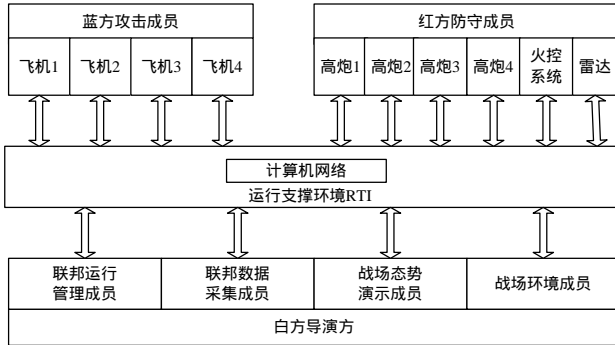 蓝方攻击成员
红方防守成员
飞机1
飞机2
飞机3
飞机4
高炮1
高炮2
高炮3
高炮4
火控
系统
雷达
计算机网络
运行支撑环境RTI
联邦运行
管理成员
联邦数据
采集成员
战场态势
演示成员
战场环境成员
白方导演方